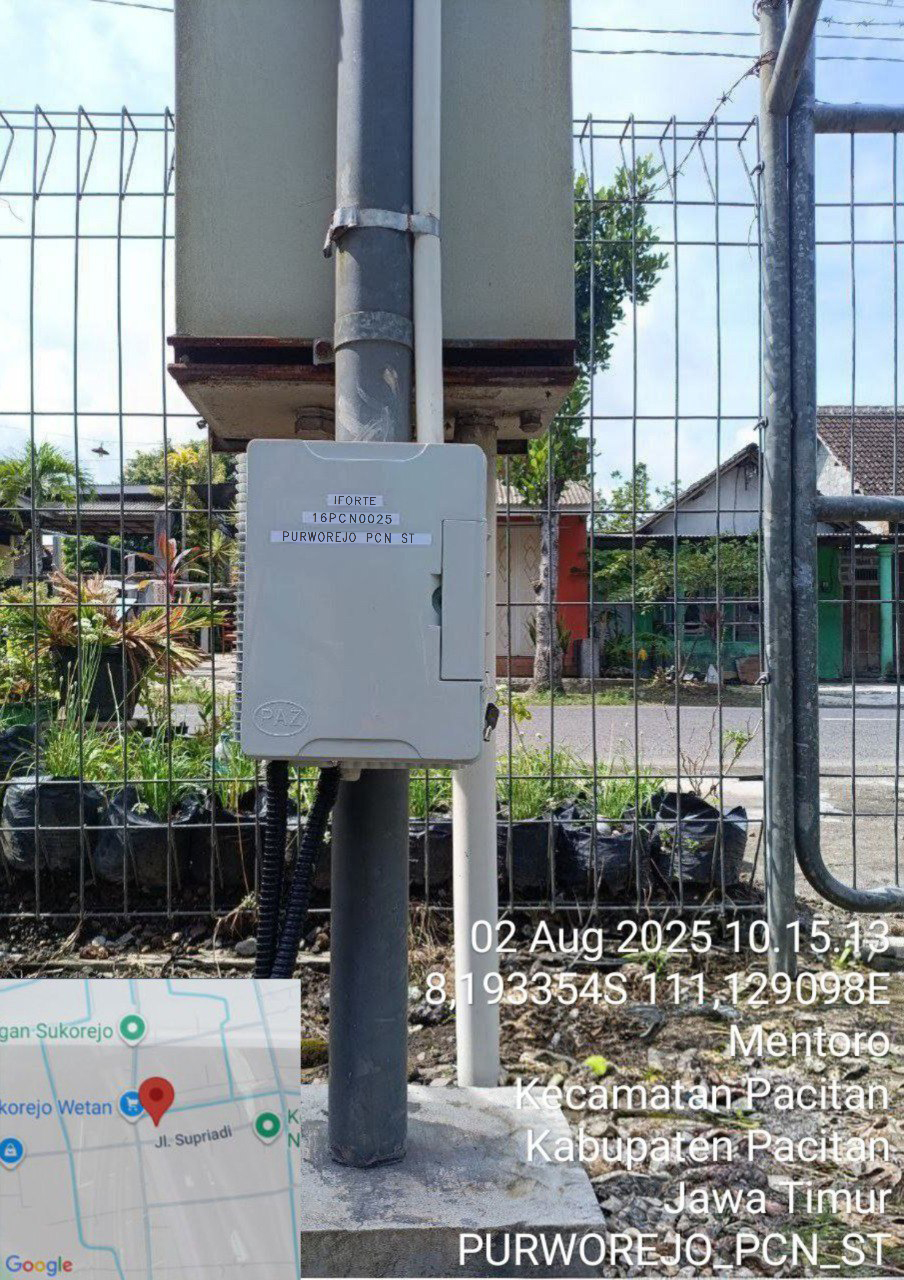 IFORTE
16PCN0025
PURWOREJO PCN ST
PAZ
02 Aug 2025 10.15.13
8,193354S 111,129098E
Mentoro
Kecamatan Pacitan
Kabupaten Pacitan
Jawa Timur
PURWOREJO_PCN_ST
gan Sukorejo
korejo Wetan
K
N
Jl. Supriadi
Google